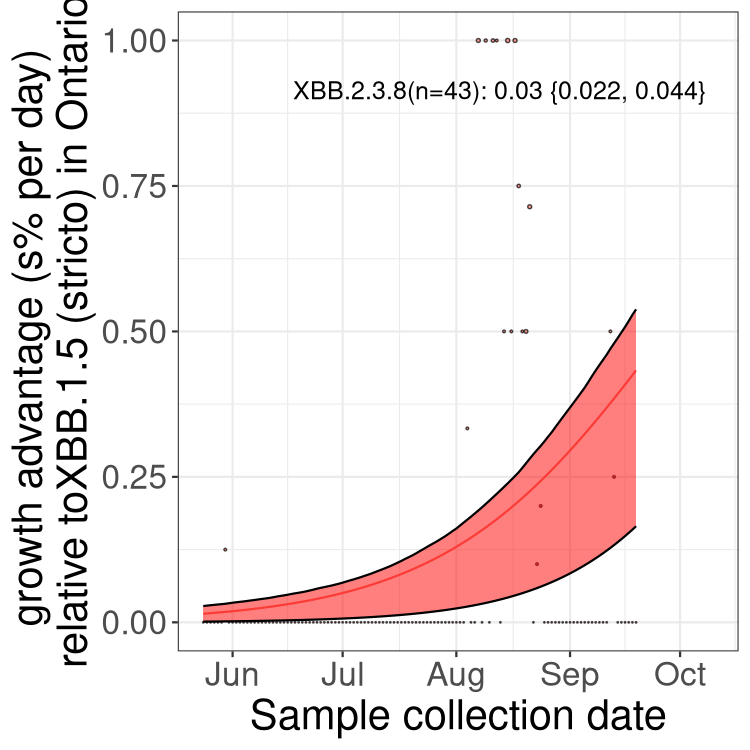 growth advantage (s% per day)
relative toXBB.1.5 (stricto) in Ontario
1.00
XBB.2.3.8(n=43): 0.03 {0.022, 0.044}
0.75
0.50
0.25
0.00
Jun Jul Aug Sep Oct
Sample collection date